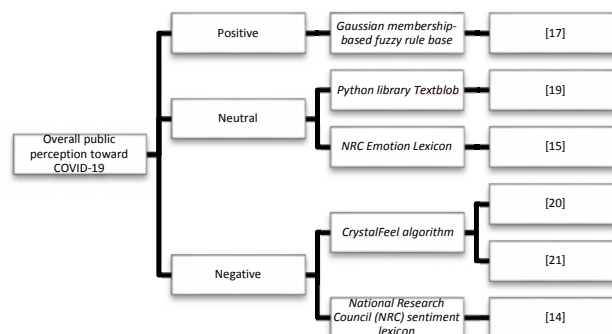 Positive
Gaussian membership-
based fuzzy rule base
[17]
Neutral
Python library Textblob
[19]
NRC Emotion Lexicon
[15]
Overall public
perception toward
COVID-19
Negative
CrystalFeel algorithm
[20]
[21]
National Research
Council (NRC) sentiment
lexicon
[14]